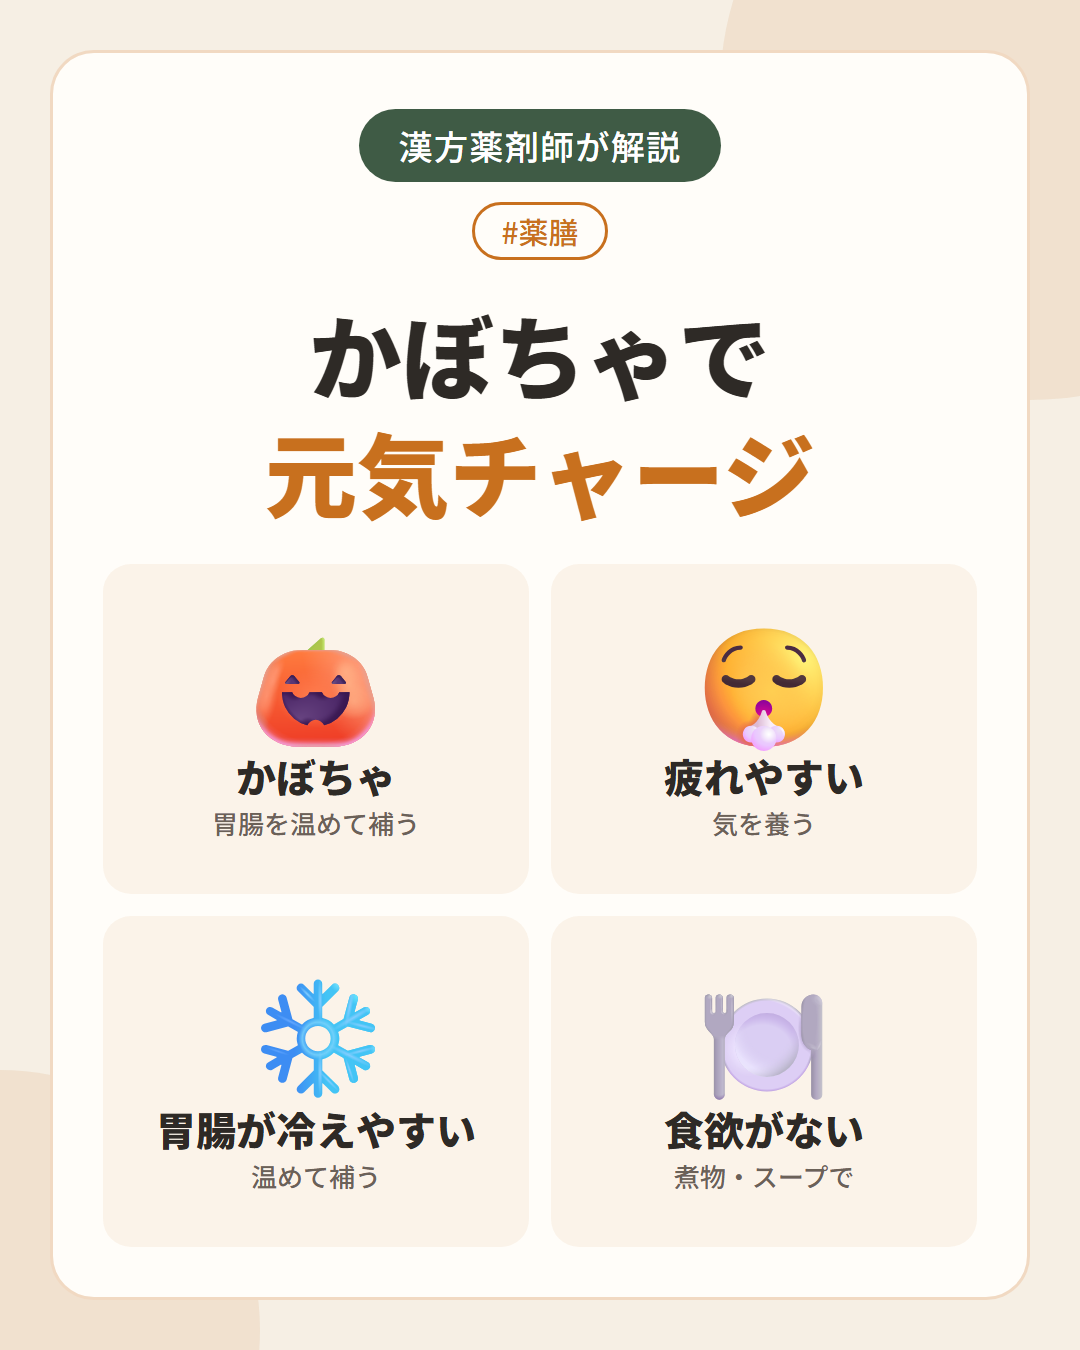 漢方薬剤師が解説
#薬膳
かぼちゃで
元気チャージ
かぼちゃ
胃腸を温めて補う
疲れやすい
気を養う
胃腸が冷えやすい
温めて補う
食欲がない
煮物・スープで